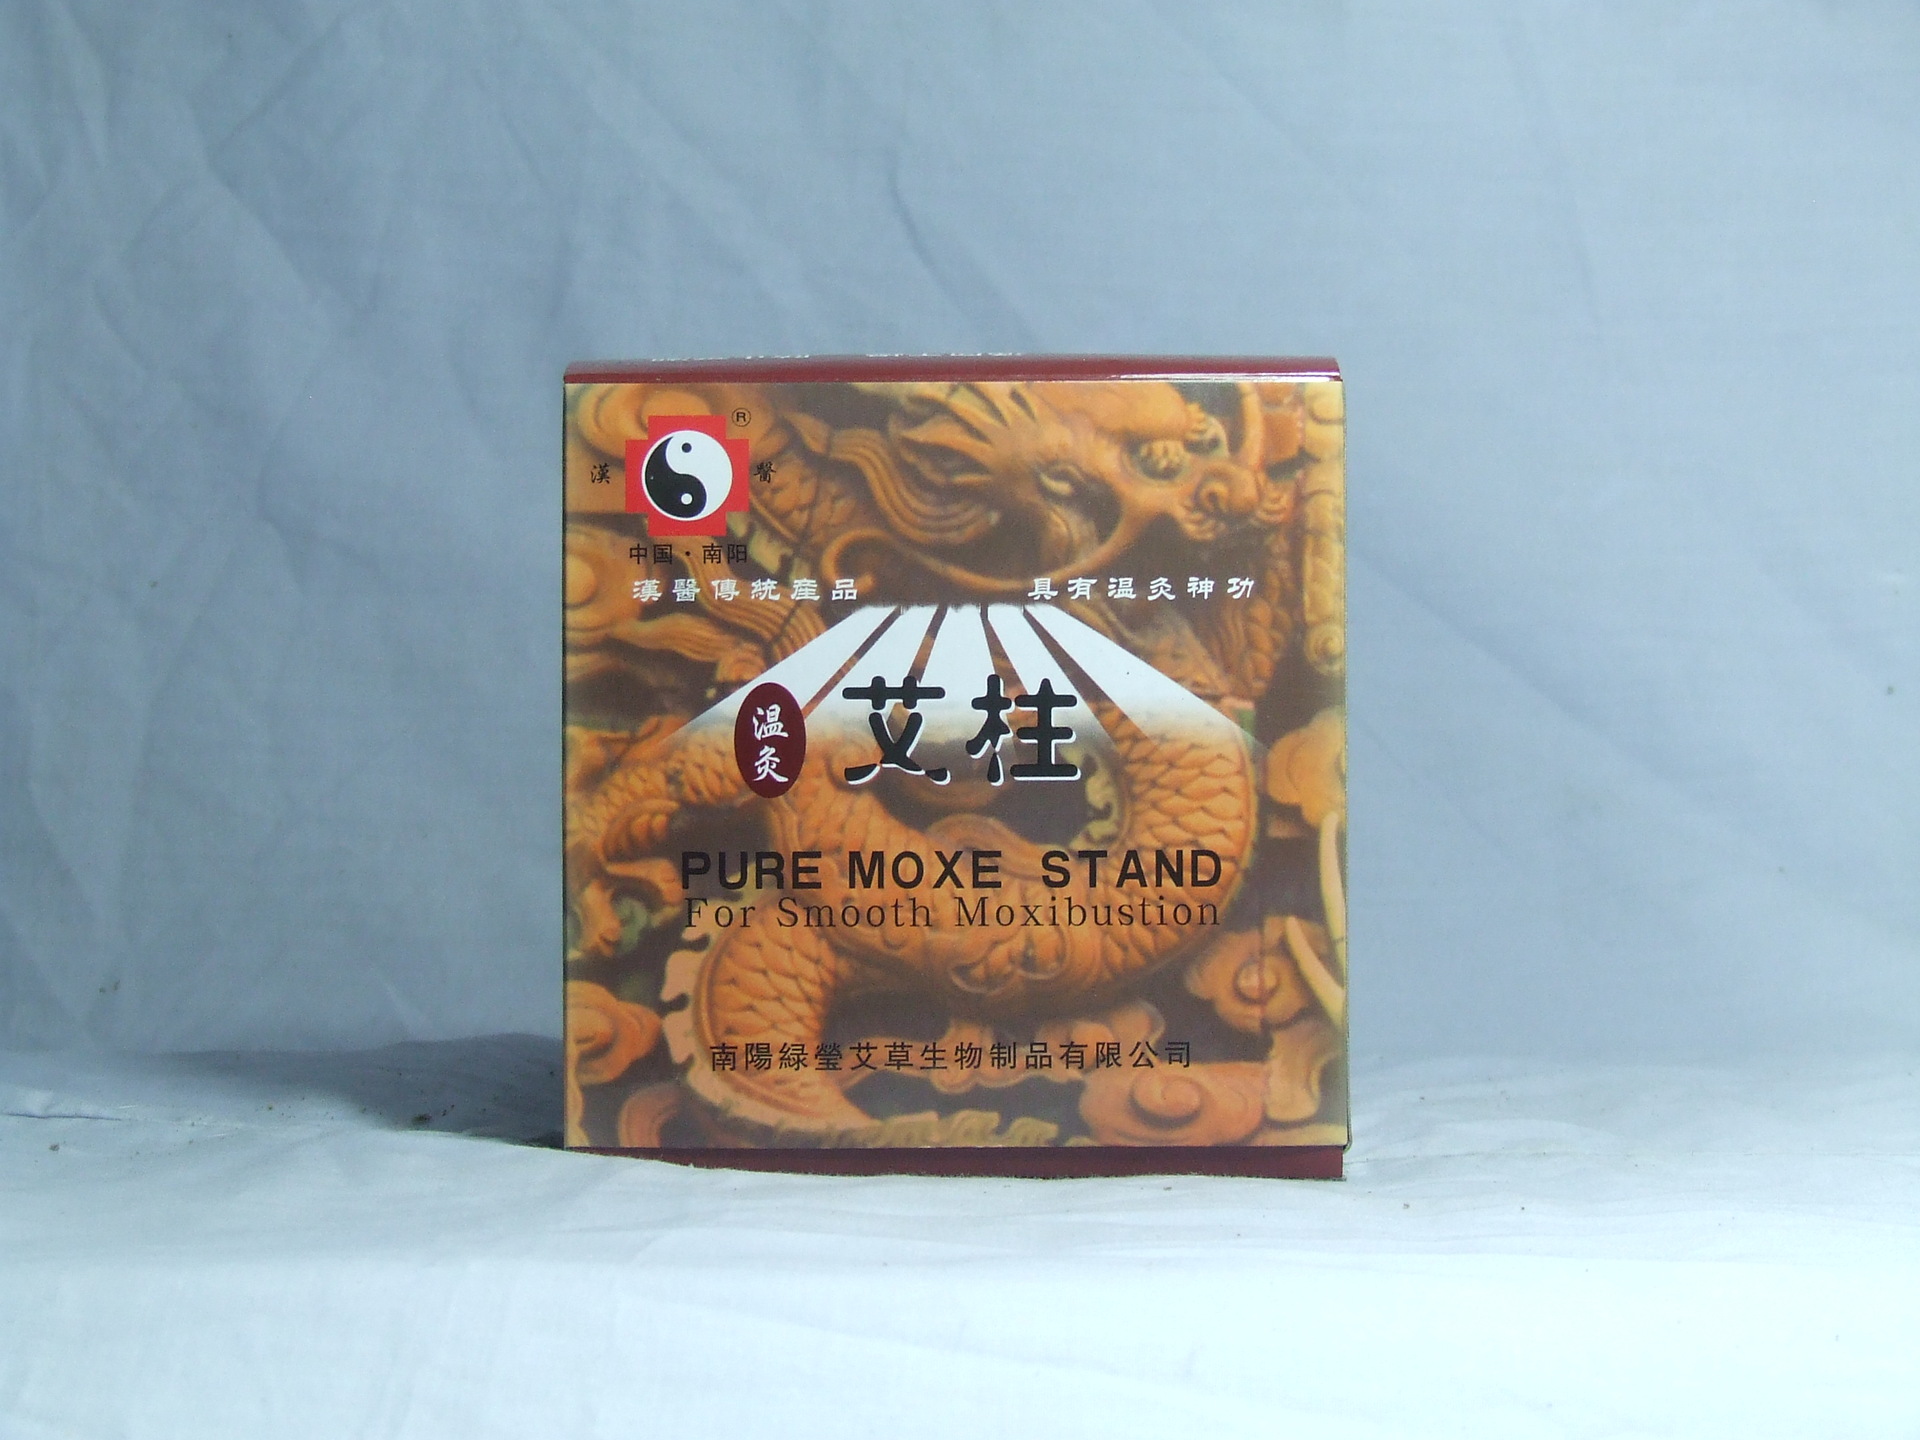 ®
漢 醫
中国·南阳
漢醫傳統産品 具有温灸神功
温灸
艾柱
PURE MOXE STAND
For Smooth Moxibustion
南陽緑瑩艾草生物制品有限公司